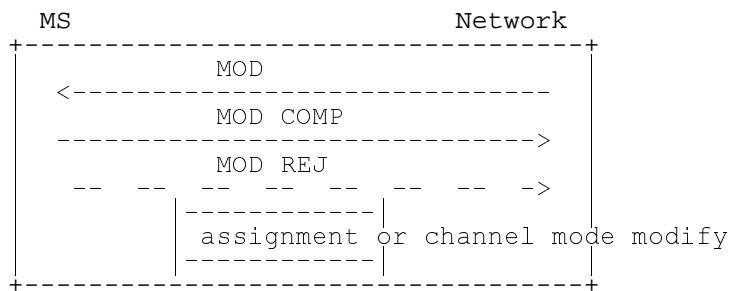 MS Network
MOD
MOD COMP
MOD REJ
assignment or channel mode modify